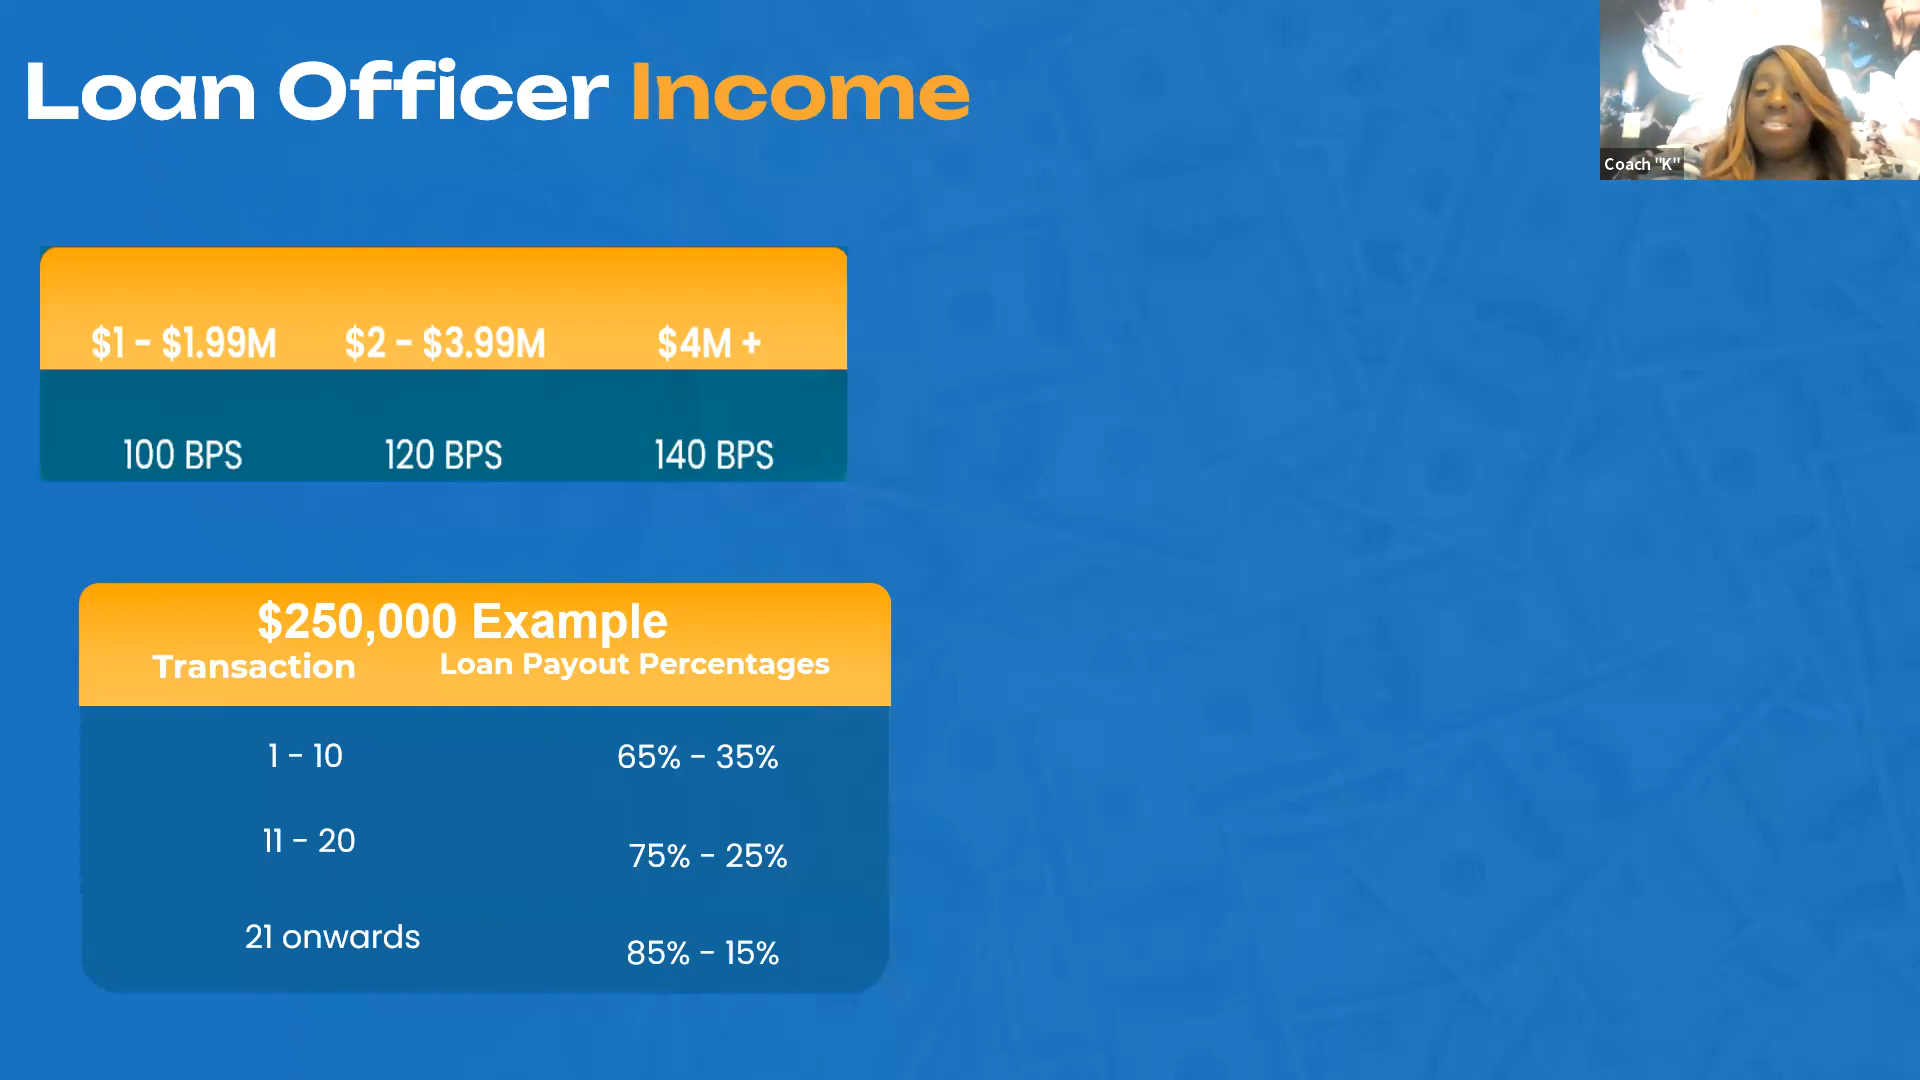 Loan Officer Income
Coach "K"
$1 - $1.99M $2 - $3.99M $4M +
100 BPS 120 BPS 140 BPS
$250,000 Example
Transaction Loan Payout Percentages
1 - 10 65% - 35%
11 - 20 75% - 25%
21 onwards 85% - 15%